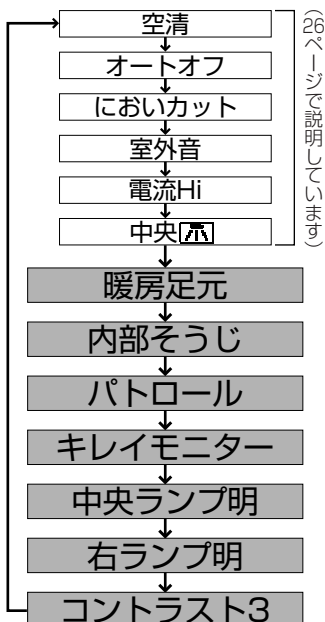 空清
オートオフ
においカット
室外音
電流Hi
中央
暖房足元
内部そうじ
パトロール
キレイモニター
中央ランプ明
右ランプ明
コントラスト3
（26ページで説明しています）